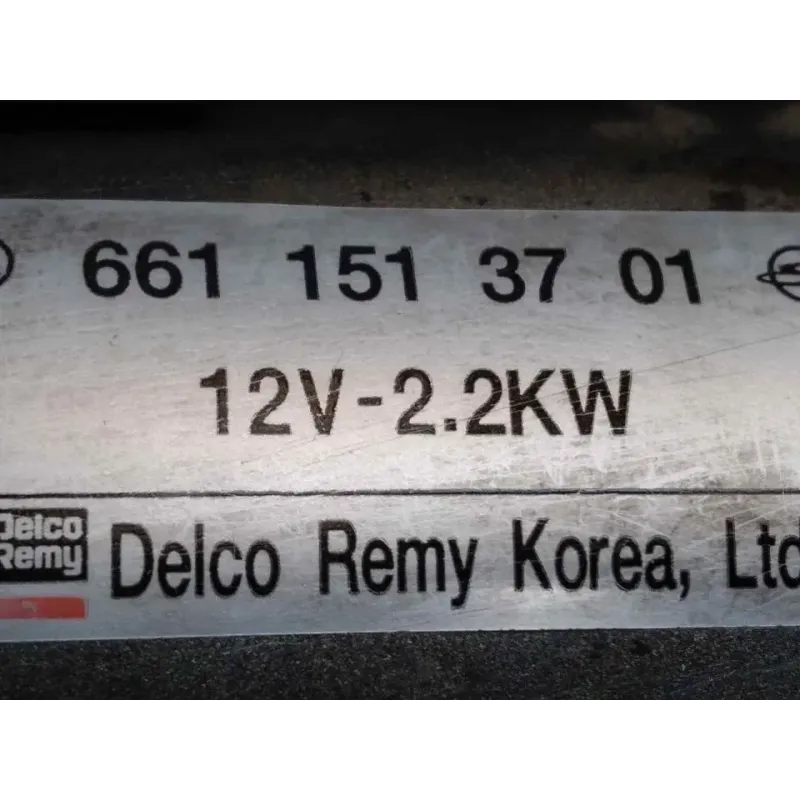 661 151 37 01
12V-2.2KW
Delco
Remy
Delco Remy Korea, Ltd